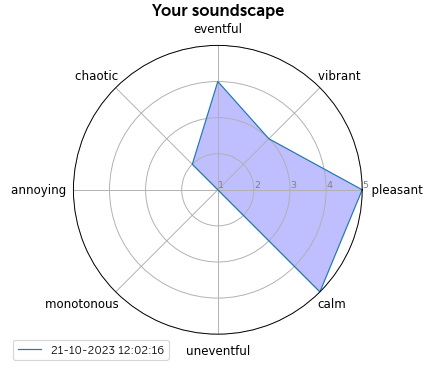 Your soundscape
eventful
chaotic
vibrant
annoying
1 2 3 4 5
pleasant
monotonous
calm
21-10-2023 12:02:16
uneventful